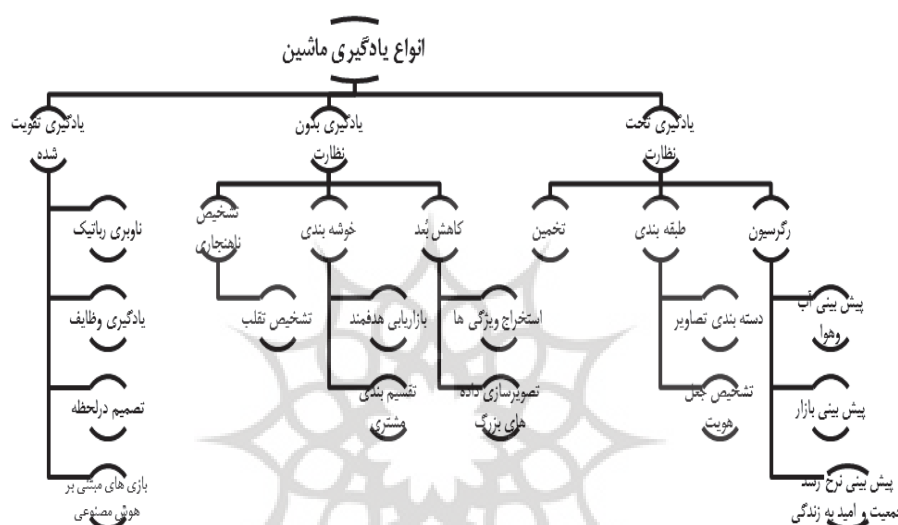 انواع یادگیری ماشین
یادگیری تحت
نظارت
یادگیری بدون
نظارت
یادگیری تقویت
شده
رگرسیون
طبقه بندی
تخمین
کاهش بُعد
خوشه بندی
تشخیص
ناهنجاری
پیش بینی آب
وهوا
پیش بینی بازار
پیش بینی نرخ رشد
جمعیت و امید به زندگی
دسته بندی تصاویر
تشخیص جعل
هویت
استخراج ویژگی ها
تصویرسازی داده
های بزرگ
بازاریابی هدفمند
تقسیم بندی
مشتری
تشخیص تقلب
ناوبری رباتیک
یادگیری وظایف
تصمیم درلحظه
بازی های مبتنی بر
هوش مصنوعی